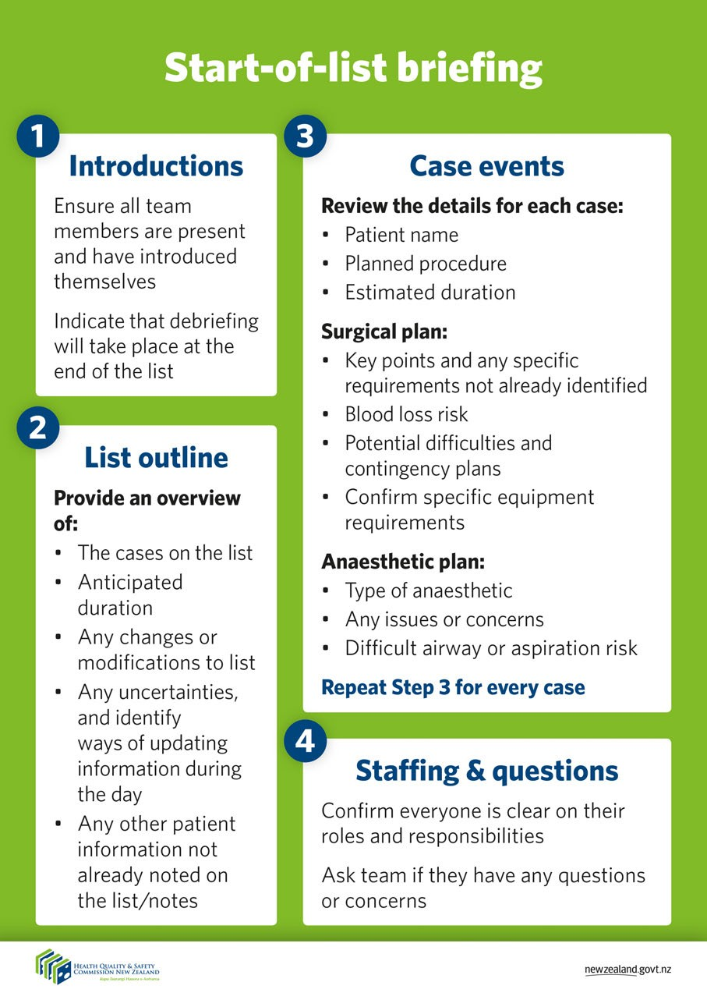 Start-of-list briefing
1
Introductions
Ensure all team
members are present
and have introduced
themselves
Indicate that debriefing
will take place at the
end of the list
2
List outline
Provide an overview
of:
• The cases on the list
• Anticipated
duration
• Any changes or
modifications to list
• Any uncertainties,
and identify
ways of updating
information during
the day
• Any other patient
information not
already noted on
the list/notes
3
Case events
Review the details for each case:
• Patient name
• Planned procedure
• Estimated duration
Surgical plan:
• Key points and any specific
requirements not already identified
• Blood loss risk
• Potential difficulties and
contingency plans
• Confirm specific equipment
requirements
Anaesthetic plan:
• Type of anaesthetic
• Any issues or concerns
• Difficult airway or aspiration risk
Repeat Step 3 for every case
4
Staffing & questions
Confirm everyone is clear on their
roles and responsibilities
Ask team if they have any questions
or concerns
HEALTH QUALITY & SAFETY
COMMISSION NEW ZEALAND
Kupu Taurangi Hauora o Aotearoa
newzealand.govt.nz